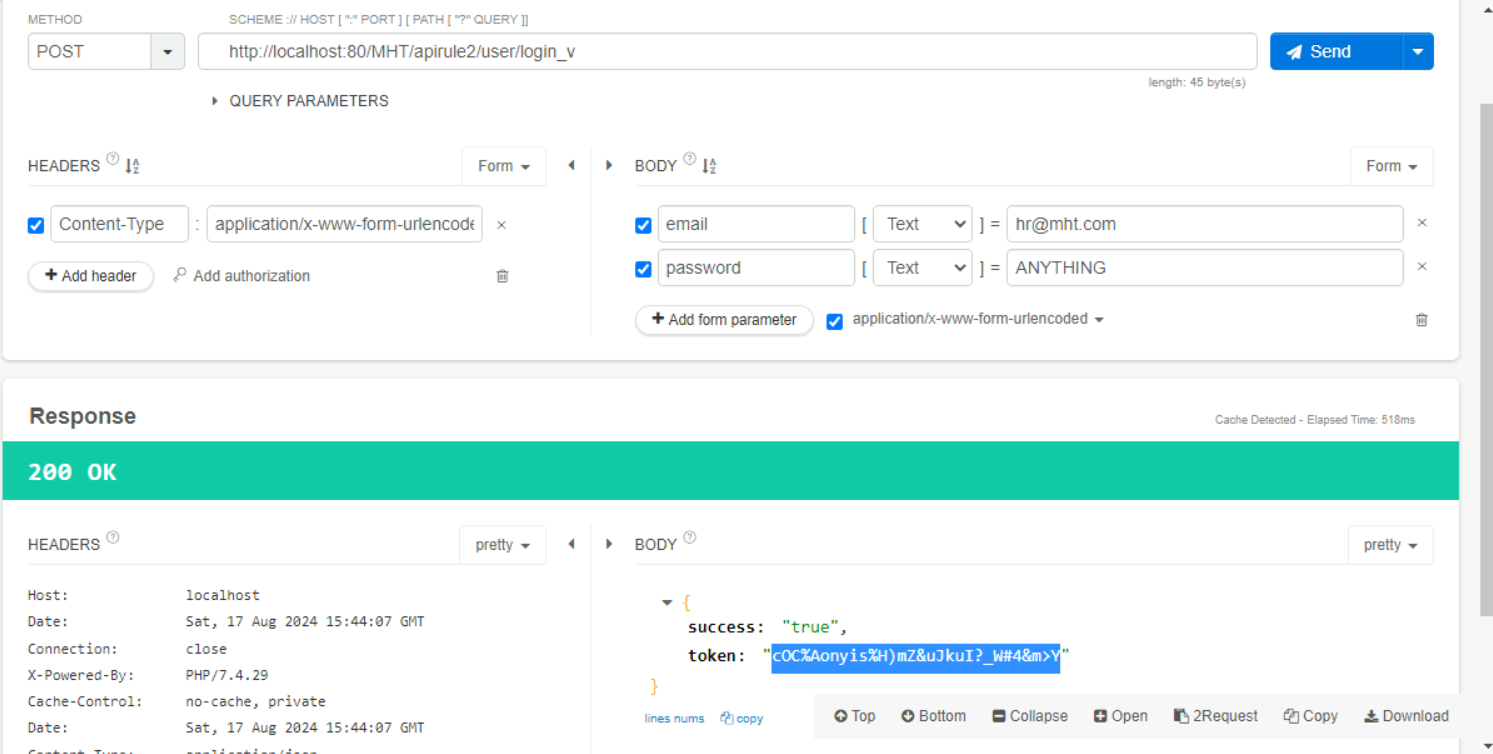 METHOD SCHEME :// HOST [ ":" PORT ] [ PATH [ "?" QUERY ]]
POST http://localhost:80/MHT/apirule2/user/login_v Send
length: 45 byte(s)
QUERY PARAMETERS
HEADERS ? Form BODY ? Form
Content-Type : application/x-www-form-urlencode × email [ Text ] = hr@mht.com ×
password [ Text ] = ANYTHING ×
+ Add header Add authorization
+ Add form parameter application/x-www-form-urlencoded
Response
Cache Detected - Elapsed Time: 518ms
200 OK
HEADERS ? pretty BODY ? pretty
Host: localhost
Date: Sat, 17 Aug 2024 15:44:07 GMT
Connection: close
X-Powered-By: PHP/7.4.29
Cache-Control: no-cache, private
Date: Sat, 17 Aug 2024 15:44:07 GMT
Content-Type: application/json
{
success: "true",
token: "cOC%Aonyis%H)mZ&uJkuI?_W#4&m>Y"
}
lines nums copy
Top Bottom Collapse Open 2Request Copy Download